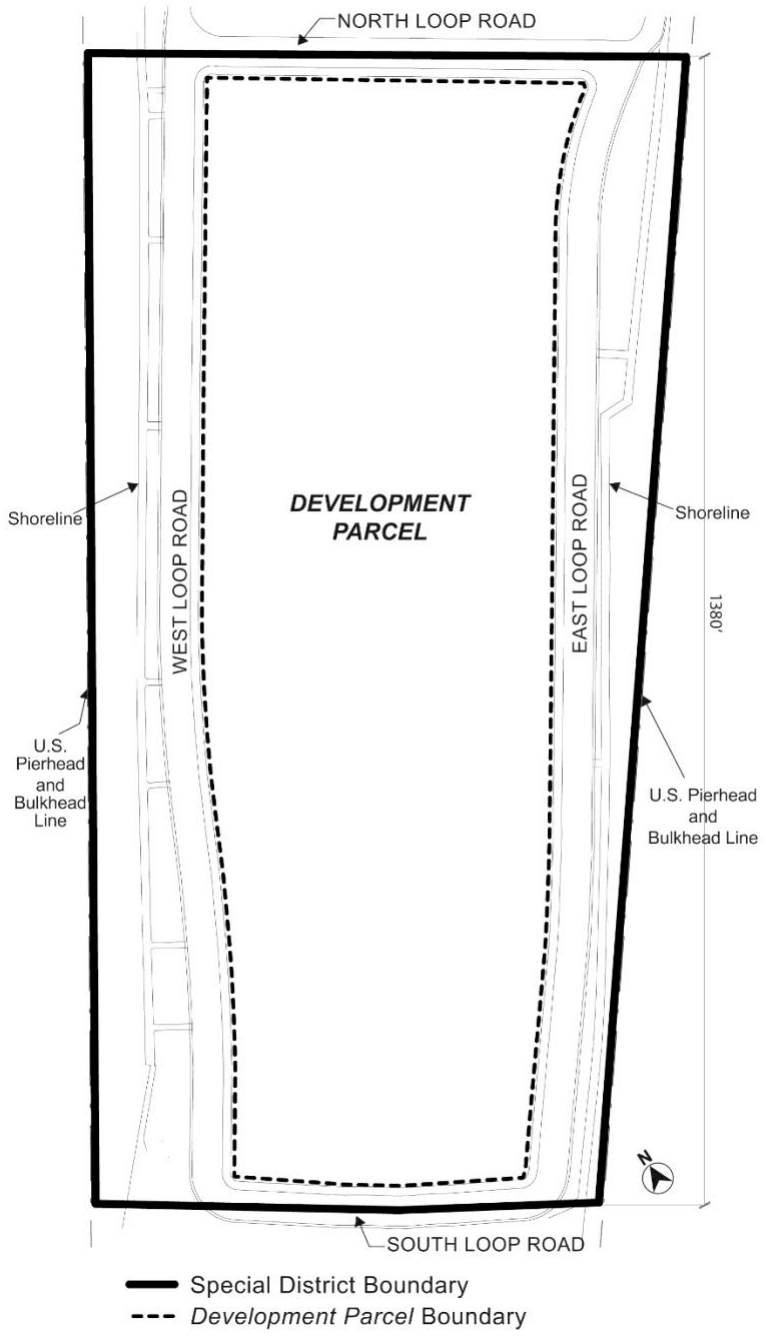 NORTH LOOP ROAD
DEVELOPMENT
PARCEL
Shoreline
WEST LOOP ROAD
EAST LOOP ROAD
Shoreline
1380'
U.S.
Pierhead
and
Bulkhead
Line
U.S. Pierhead
and
Bulkhead Line
N
SOUTH LOOP ROAD
Special District Boundary
Development Parcel Boundary